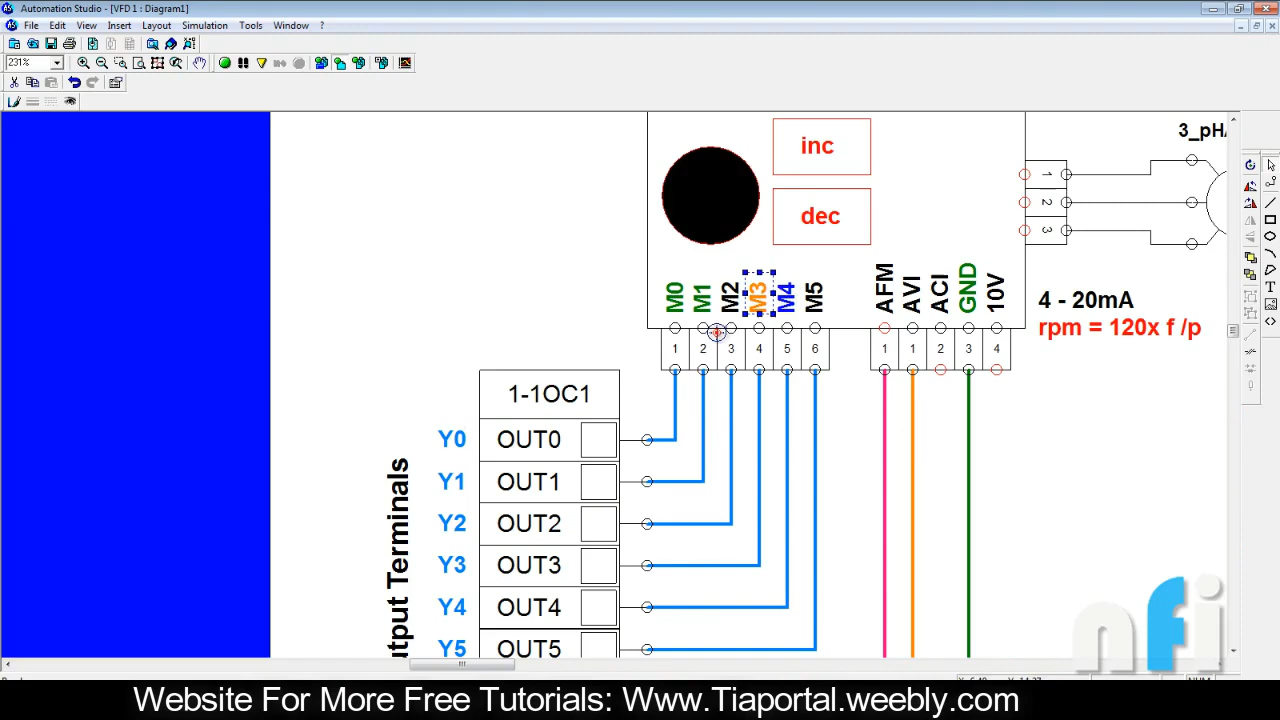 Automation Studio - [VFD 1 : Diagram1]
File Edit View Insert Layout Simulation Tools Window ?
231%
3_pHA
inc
dec
1
2
3
M0 M1 M2 M3 M4 M5 AFM AVI ACI GND 10V
4 - 20mA
rpm = 120x f /p
1 2 3 4 5 6 1 1 2 3 4
1-1OC1
Y0 OUT0
Y1 OUT1
Y2 OUT2
Y3 OUT3
Y4 OUT4
Y5 OUT5
utput Terminals
nfi
Website For More Free Tutorials: Www.Tiaportal.weebly.com